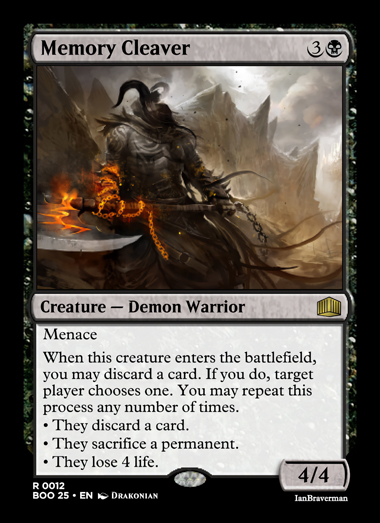 Memory Cleaver 3
Creature — Demon Warrior
Menace
When this creature enters the battlefield,
you may discard a card. If you do, target
player chooses one. You may repeat this
process any number of times.
• They discard a card.
• They sacrifice a permanent.
• They lose 4 life.
4/4
R 0012
BOO 25 • EN DRAKONIAN
IanBraverman